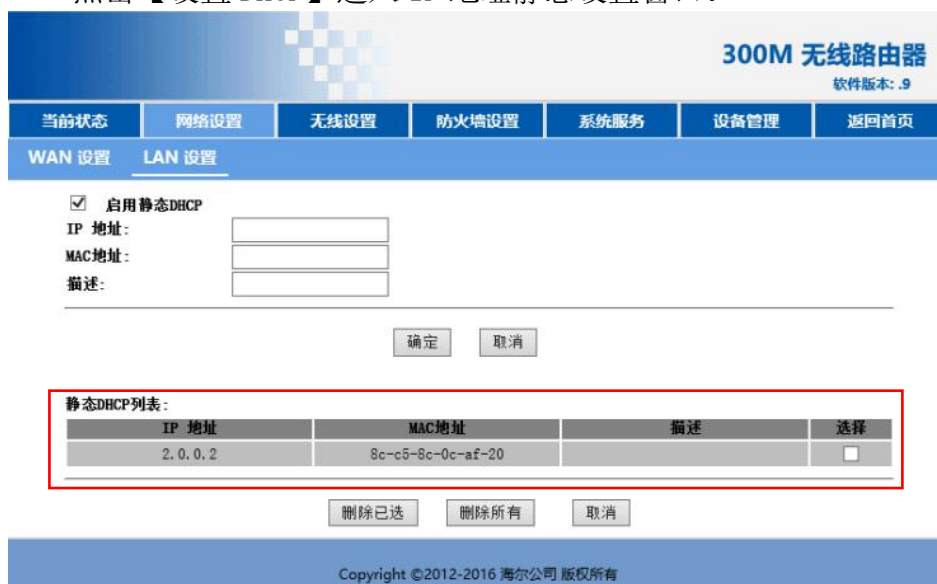 300M 无线路由器
软件版本: .9
当前状态 网络设置 无线设置 防火墙设置 系统服务 设备管理 返回首页
WAN 设置 LAN 设置
启用静态DHCP
IP 地址:
MAC地址:
描述:
确定 取消
静态DHCP列表:
IP 地址 MAC地址 描述 选择
2.0.0.2 8c-c5-8c-0c-af-20
删除已选 删除所有 取消
Copyright ©2012-2016 海尔公司 版权所有